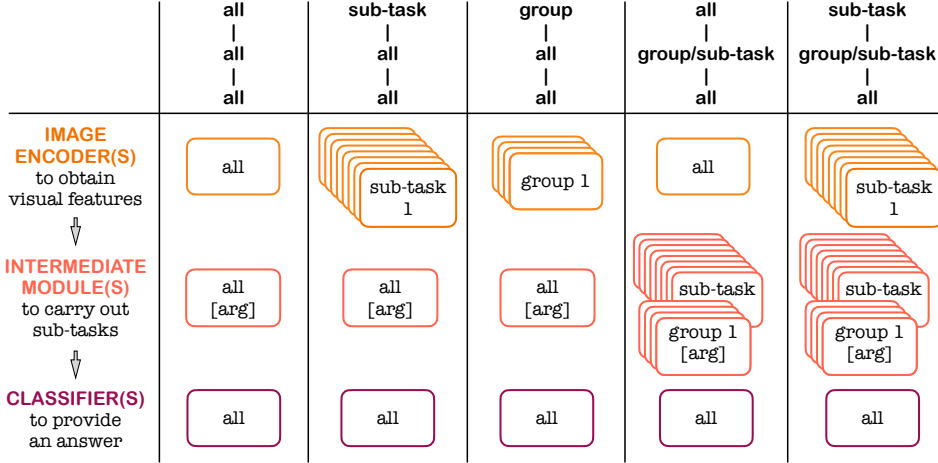 all sub-task group all sub-task
all all all group/sub-task group/sub-task
all all all all all
IMAGE
ENCODER(S)
to obtain
visual features
all
sub-task
1
group 1
all
sub-task
1
INTERMEDIATE
MODULE(S)
to carry out
sub-tasks
all
[arg]
all
[arg]
all
[arg]
sub-task
group 1
[arg]
sub-task
group 1
[arg]
CLASSIFIER(S)
to provide
an answer
all
all
all
all
all